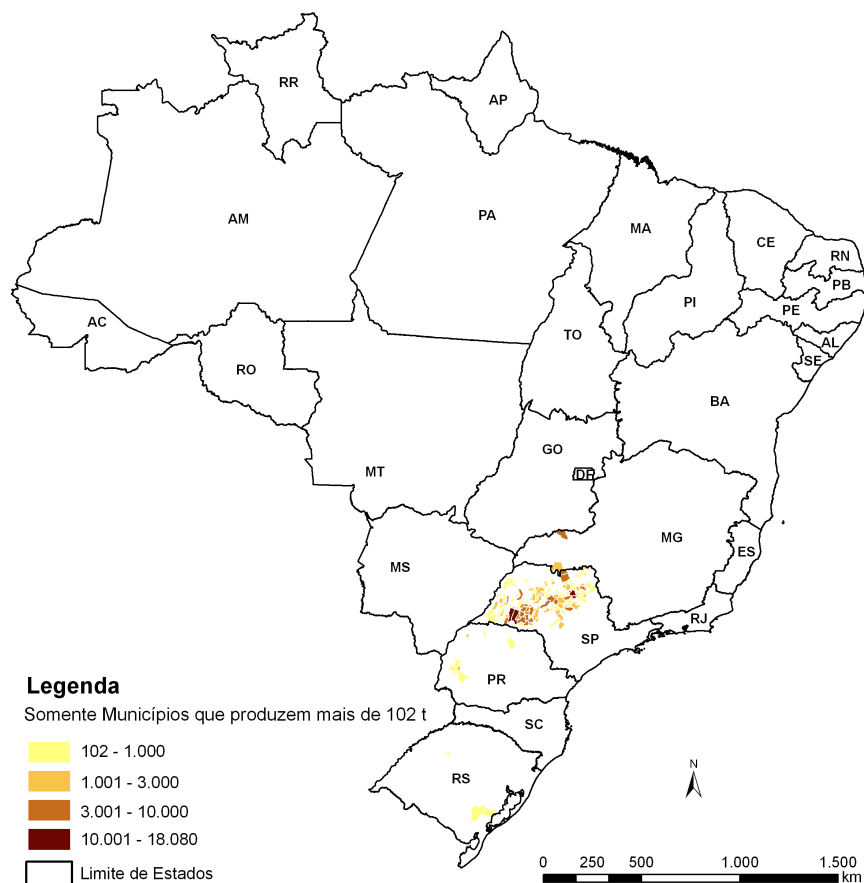 RR
AP
AM
PA
MA
CE
RN
PB
PI
PE
AC
TO
AL
SE
RO
BA
GO
DF
MT
MG
ES
MS
RJ
SP
PR
SC
RS
Legenda
Somente Municípios que produzem mais de 102 t
102 - 1.000
1.001 - 3.000
3.001 - 10.000
10.001 - 18.080
Limite de Estados
N
0 250 500 1.000 1.500
km